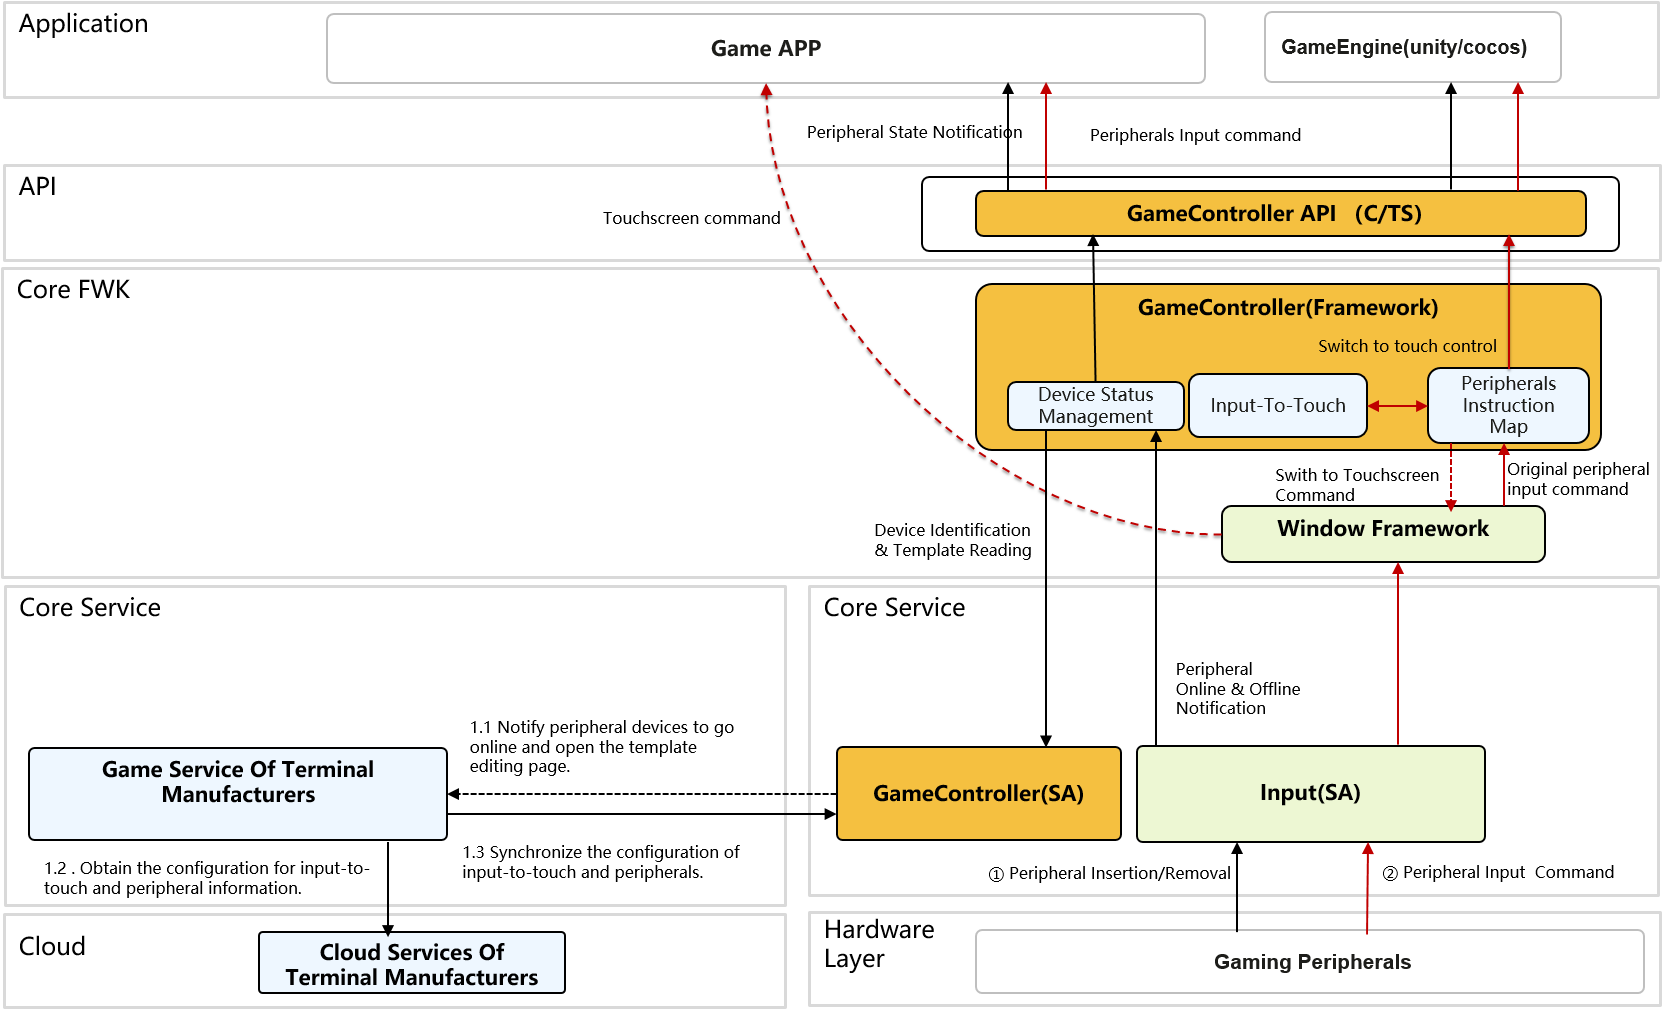 Application
Game APP
GameEngine(unity/cocos)
Peripheral State Notification
Peripherals Input command
API
Touchscreen command
GameController API (C/TS)
Core FWK
GameController(Framework)
Switch to touch control
Device Status
Management
Input-To-Touch
Peripherals
Instruction
Map
Swith to Touchscreen
Command
Original peripheral
input command
Window Framework
Device Identification
& Template Reading
Core Service
Core Service
Peripheral
Online & Offline
Notification
1.1 Notify peripheral devices to go
online and open the template
editing page.
Game Service Of Terminal
Manufacturers
GameController(SA)
Input(SA)
1.2 . Obtain the configuration for input-to-
touch and peripheral information.
1.3 Synchronize the configuration of
input-to-touch and peripherals.
① Peripheral Insertion/Removal
② Peripheral Input Command
Cloud
Cloud Services Of
Terminal Manufacturers
Hardware
Layer
Gaming Peripherals